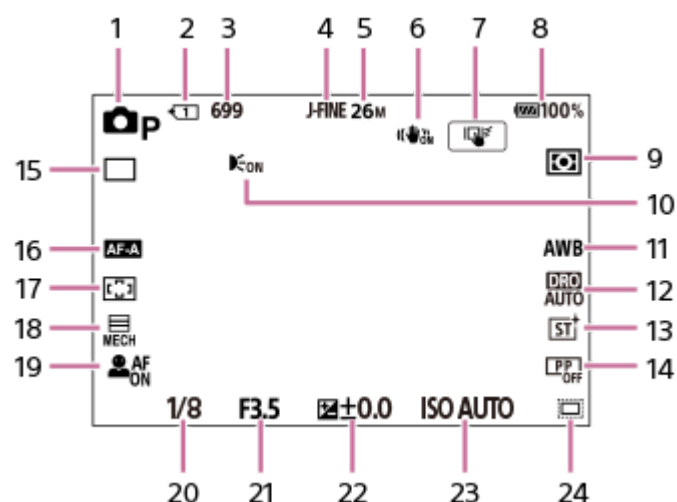 1 2 3 4 5 6 7 8
P 1 699 J-FINE 26M ON 100%
15 ON 9
10
16 AF-A AWB 11
17 DRO AUTO 12
18 MECH ST+ 13
19 AF ON PP OFF 14
1/8 F3.5 ±0.0 ISO AUTO
20 21 22 23 24